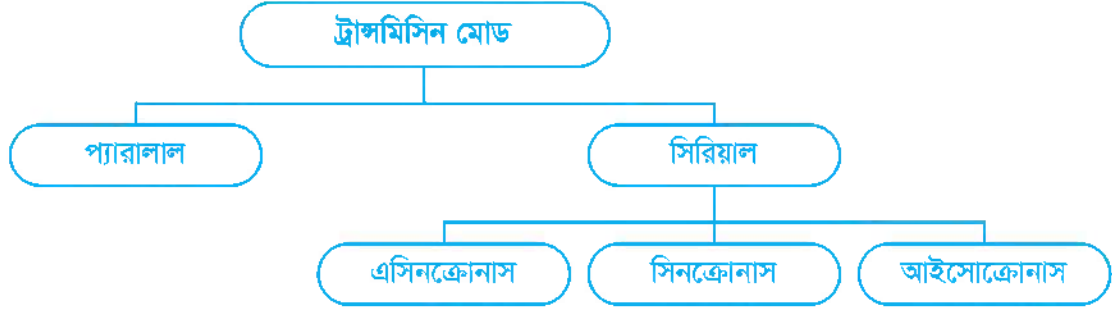 ট্রান্সমিসিন মোড
প্যারালাল
সিরিয়াল
এসিনক্রোনাস
সিনক্রোনাস
আইসোক্রোনাস